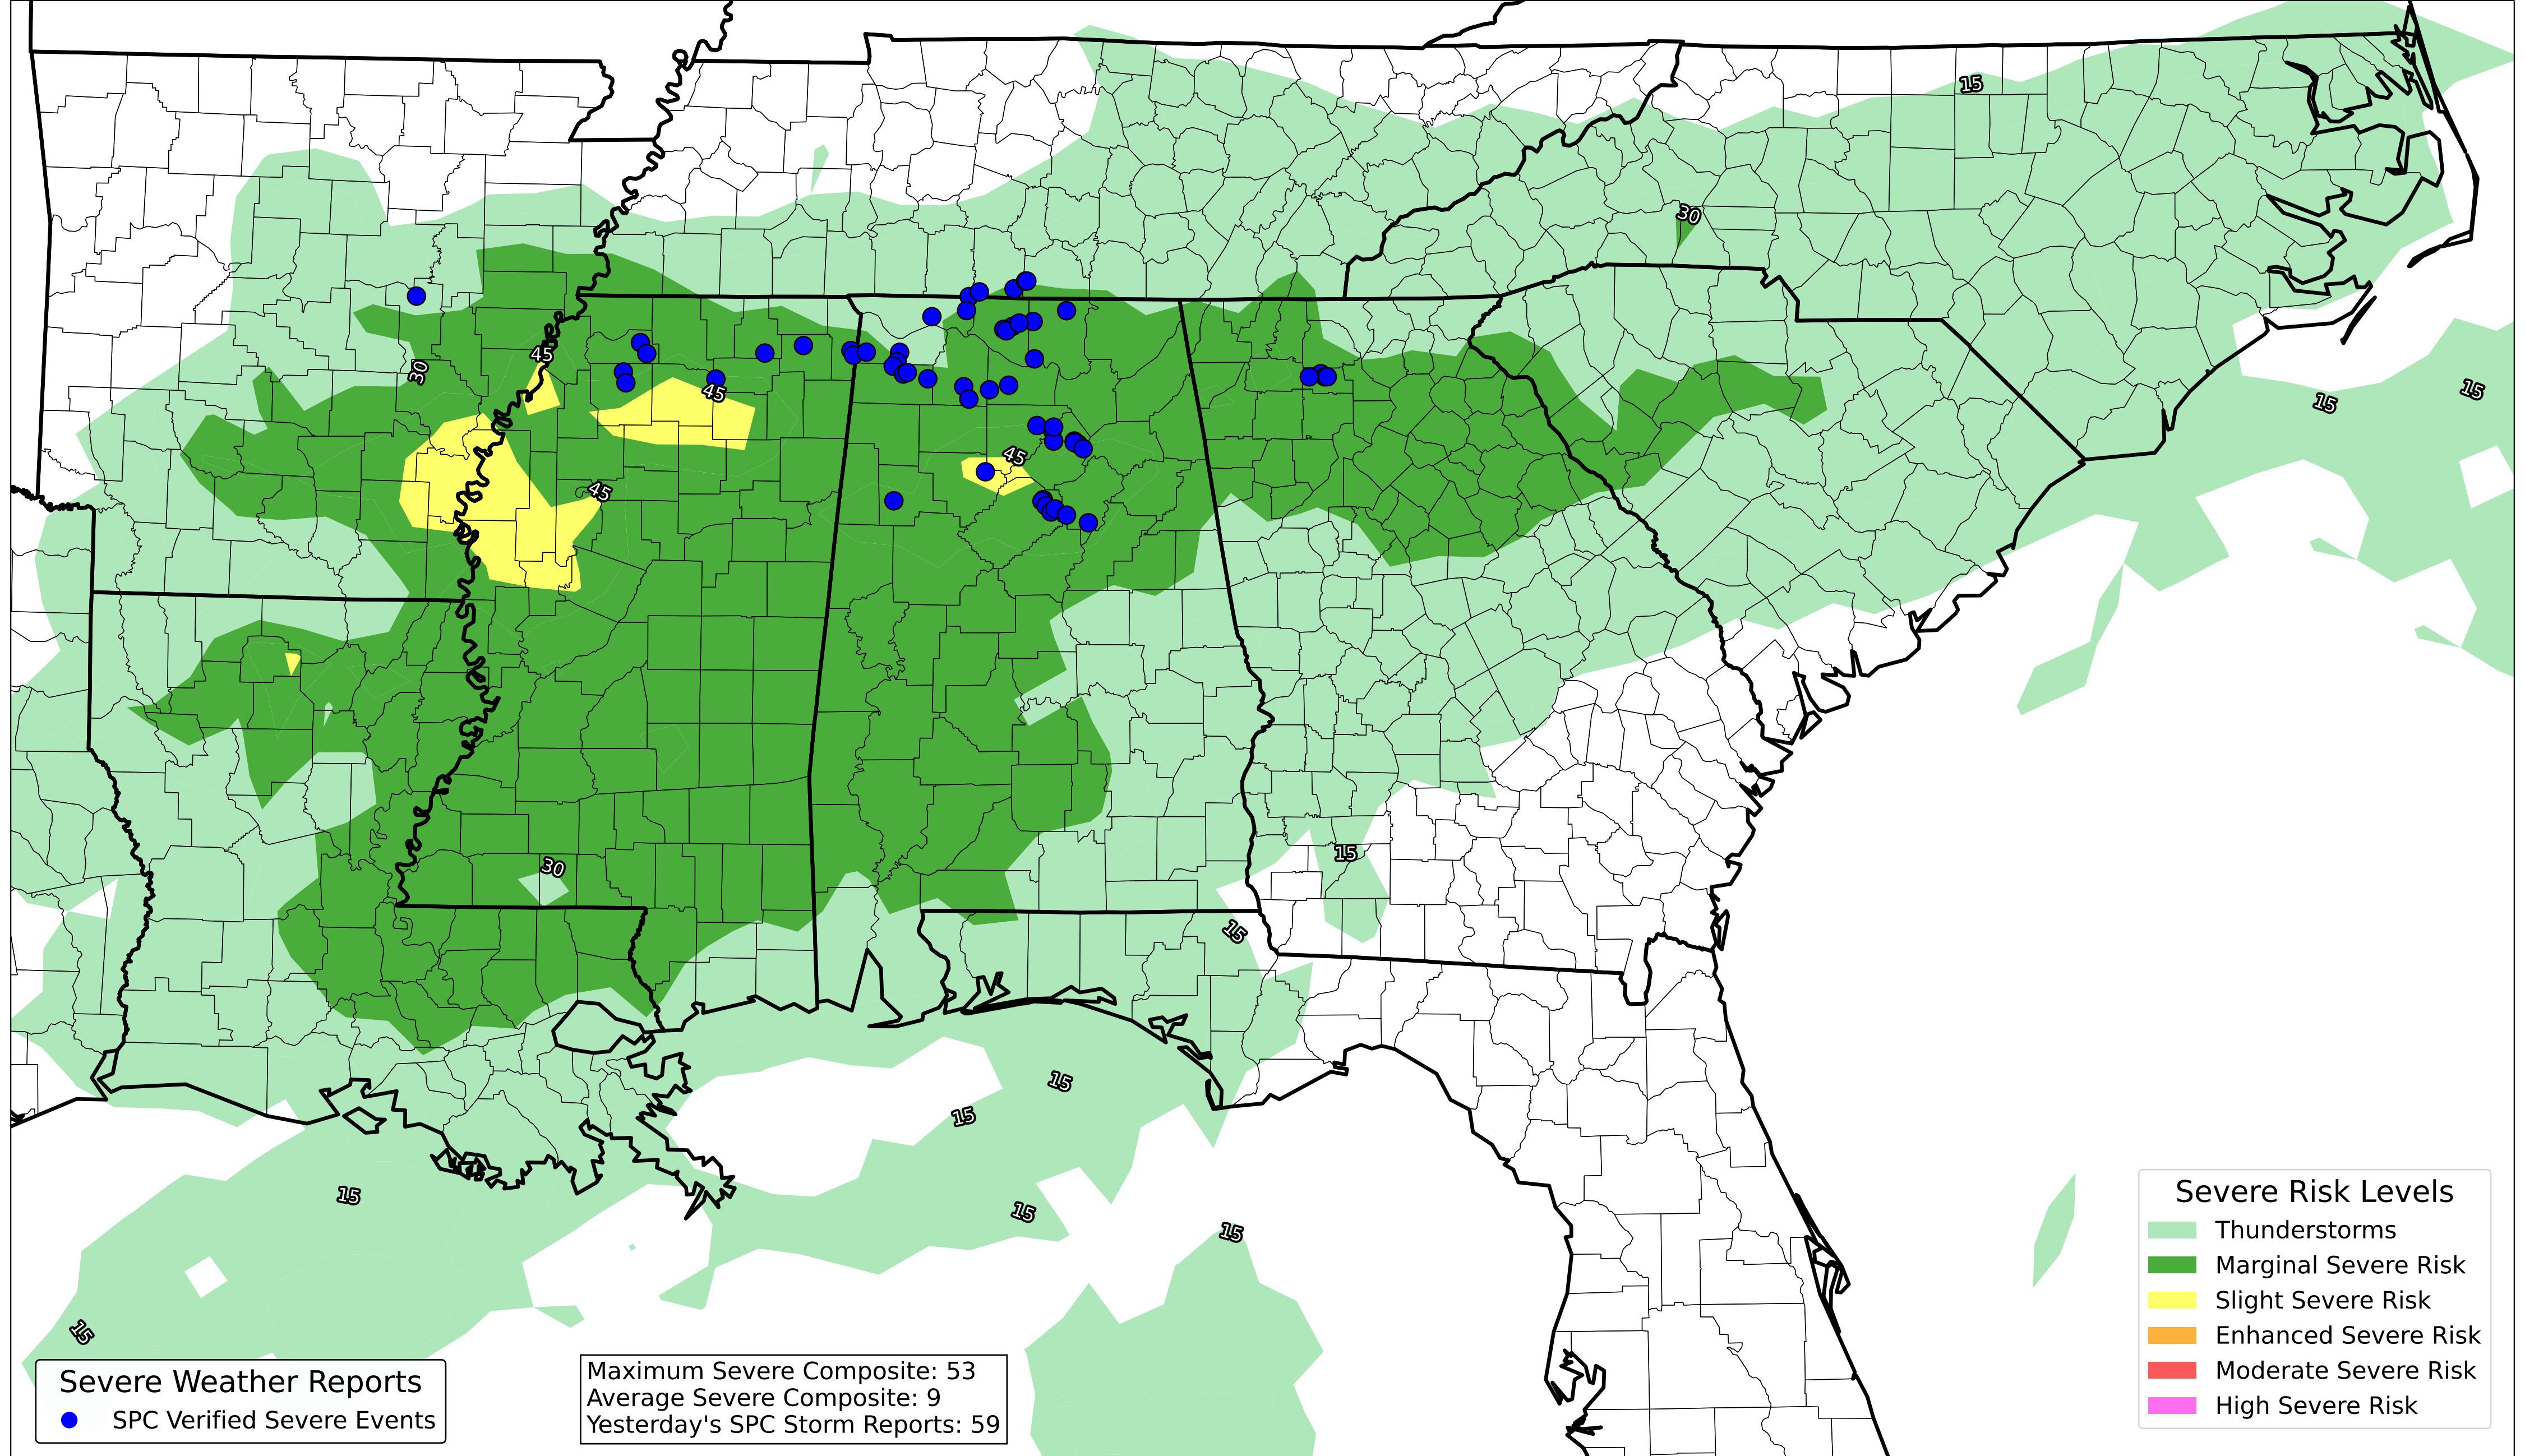 15
30
30
45
15
15
45
45
45
15
30
15
15
15
15
15
15
15
Severe Risk Levels
Thunderstorms
Marginal Severe Risk
Slight Severe Risk
Enhanced Severe Risk
Moderate Severe Risk
High Severe Risk
Severe Weather Reports
SPC Verified Severe Events
Maximum Severe Composite: 53
Average Severe Composite: 9
Yesterday's SPC Storm Reports: 59